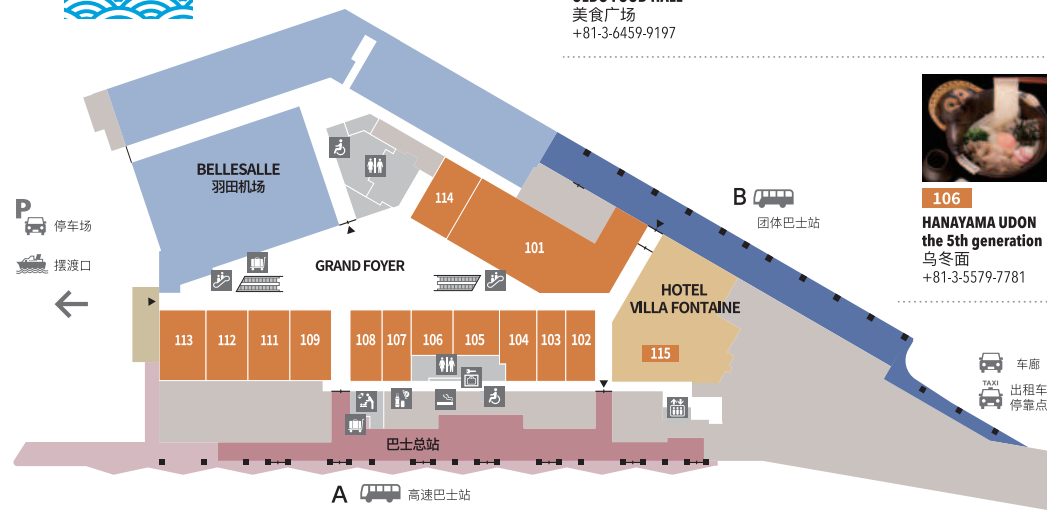 美食广场
+81-3-6459-9197
106
HANAYAMA UDON
the 5th generation
乌冬面
+81-3-5579-7781
BELLESALLE
羽田机场
P
停车场
摆渡口
114
101
B
团体巴士站
GRAND FOYER
HOTEL
VILLA FONTAINE
113
112
111
109
108
107
106
105
104
103
102
115
车廊
TAXI
出租车
停靠点
巴士总站
A
高速巴士站